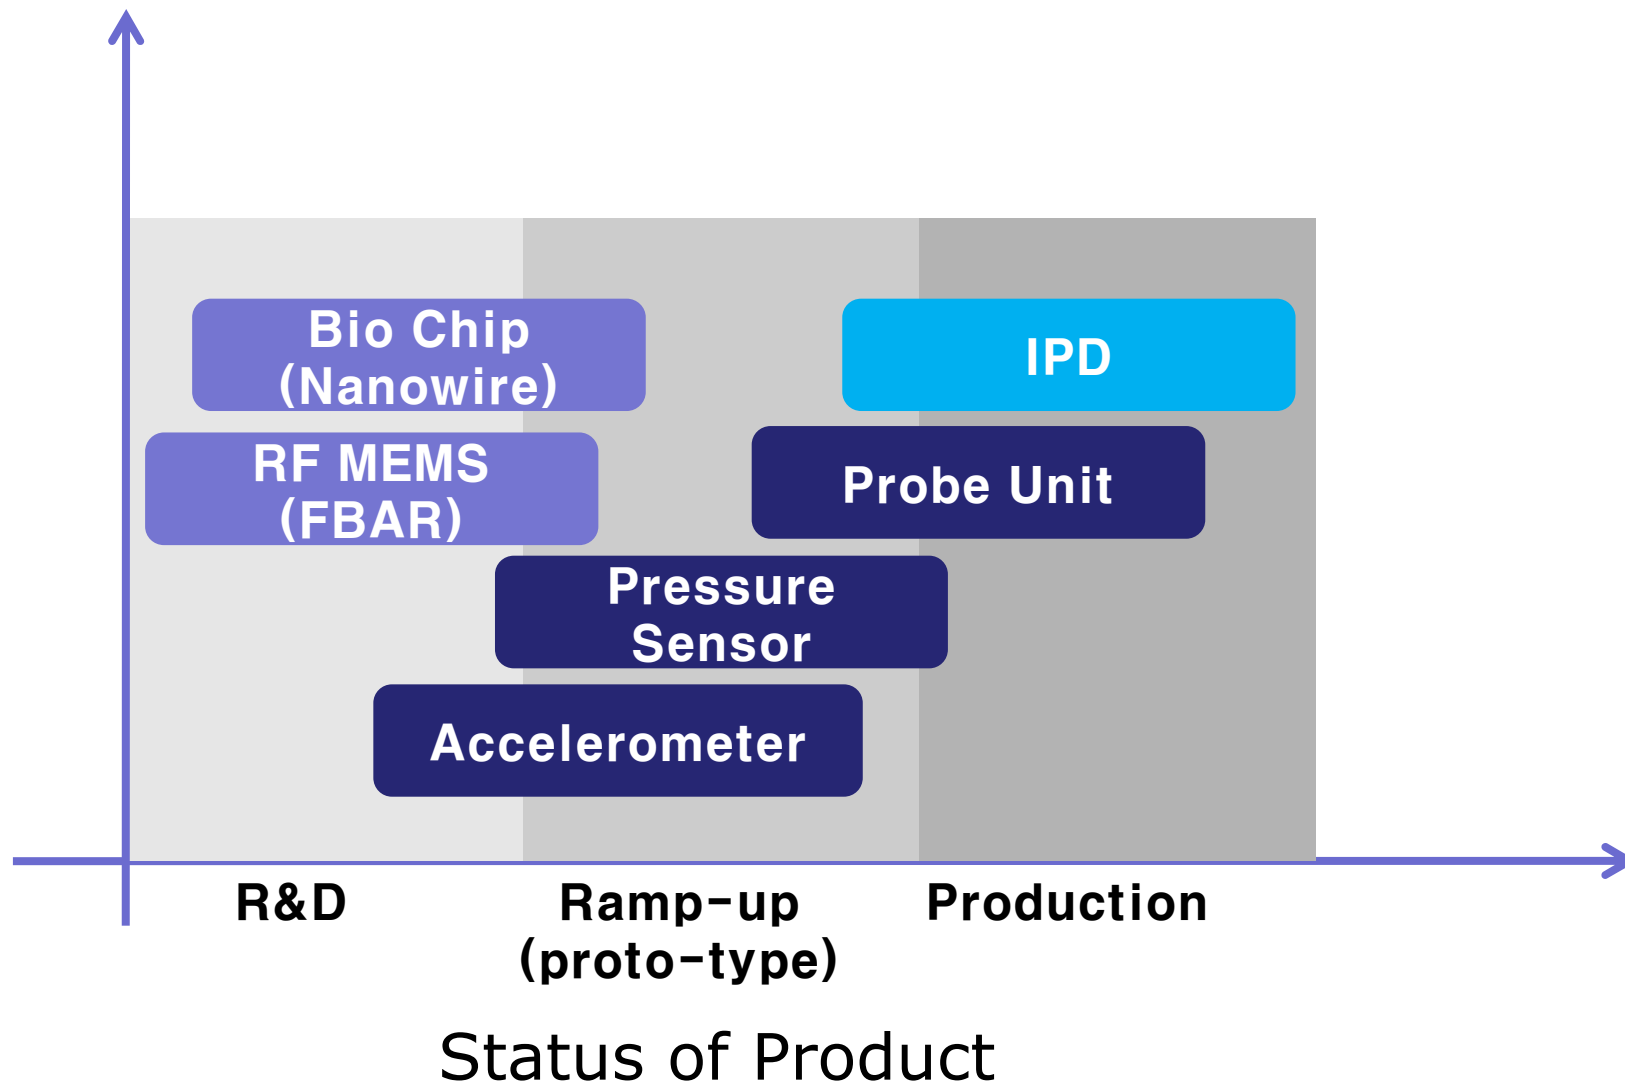 Bio Chip
(Nanowire)
IPD
RF MEMS
(FBAR)
Probe Unit
Pressure
Sensor
Accelerometer
R&D
Ramp-up
(proto-type)
Production
Status of Product